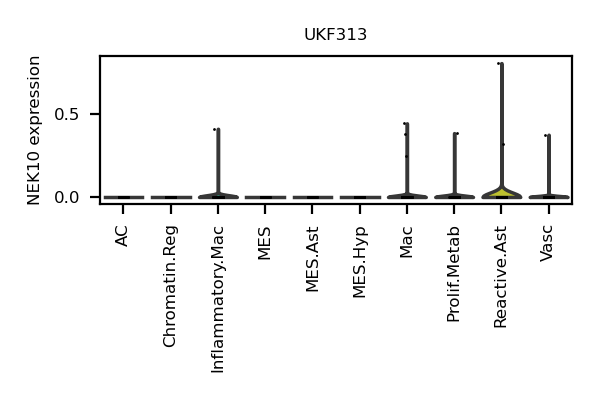 UKF313
NEK10 expression
0.5
0.0
AC
Chromatin.Reg
Inflammatory.Mac
MES
MES.Ast
MES.Hyp
Mac
Prolif.Metab
Reactive.Ast
Vasc